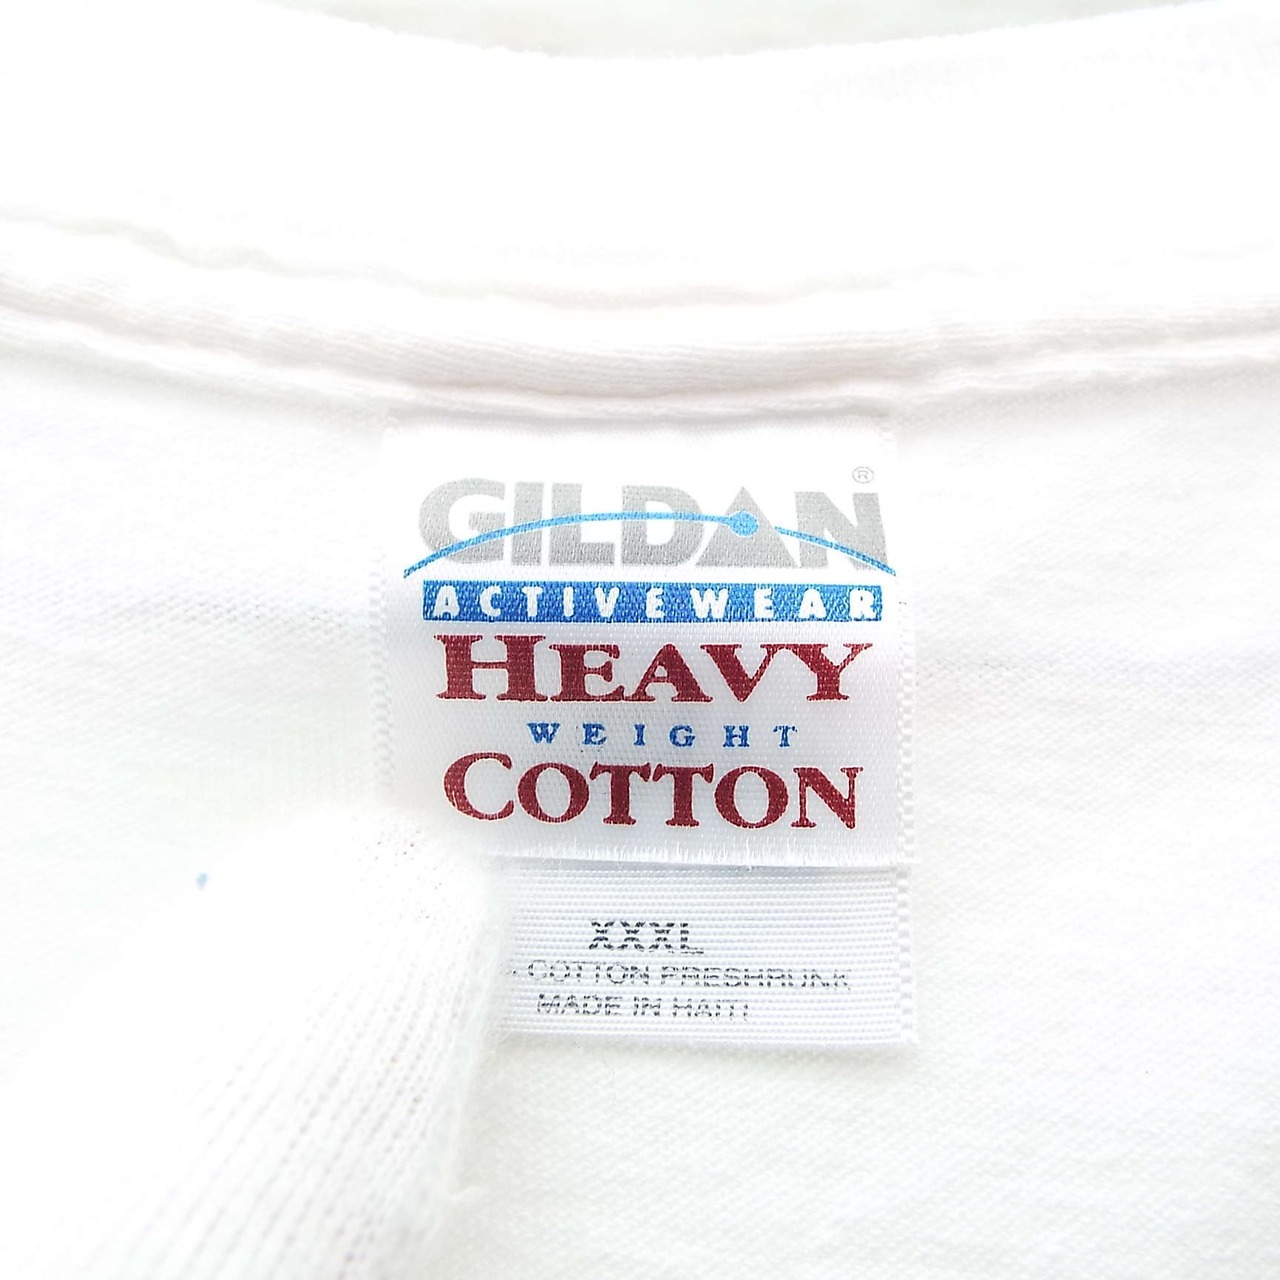 GILDAN®
ACTIVEWEAR
HEAVY
WEIGHT
COTTON
XXXL
COTTON PRESHRUNK
MADE IN HAITI